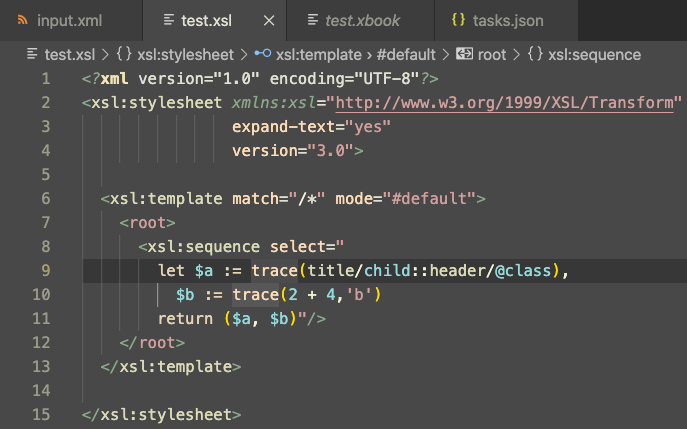 input.xml test.xsl × test.xbook {} tasks.json
test.xsl > {} xsl:stylesheet > xsl:template › #default > root > {} xsl:sequence
1 <?xml version="1.0" encoding="UTF-8"?>
2 <xsl:stylesheet xmlns:xsl="http://www.w3.org/1999/XSL/Transform"
3 expand-text="yes"
4 version="3.0">
5
6 <xsl:template match="/*" mode="#default">
7 <root>
8 <xsl:sequence select="
9 let $a := trace(title/child::header/@class),
10 $b := trace(2 + 4,'b')
11 return ($a, $b)"/>
12 </root>
13 </xsl:template>
14
15 </xsl:stylesheet>